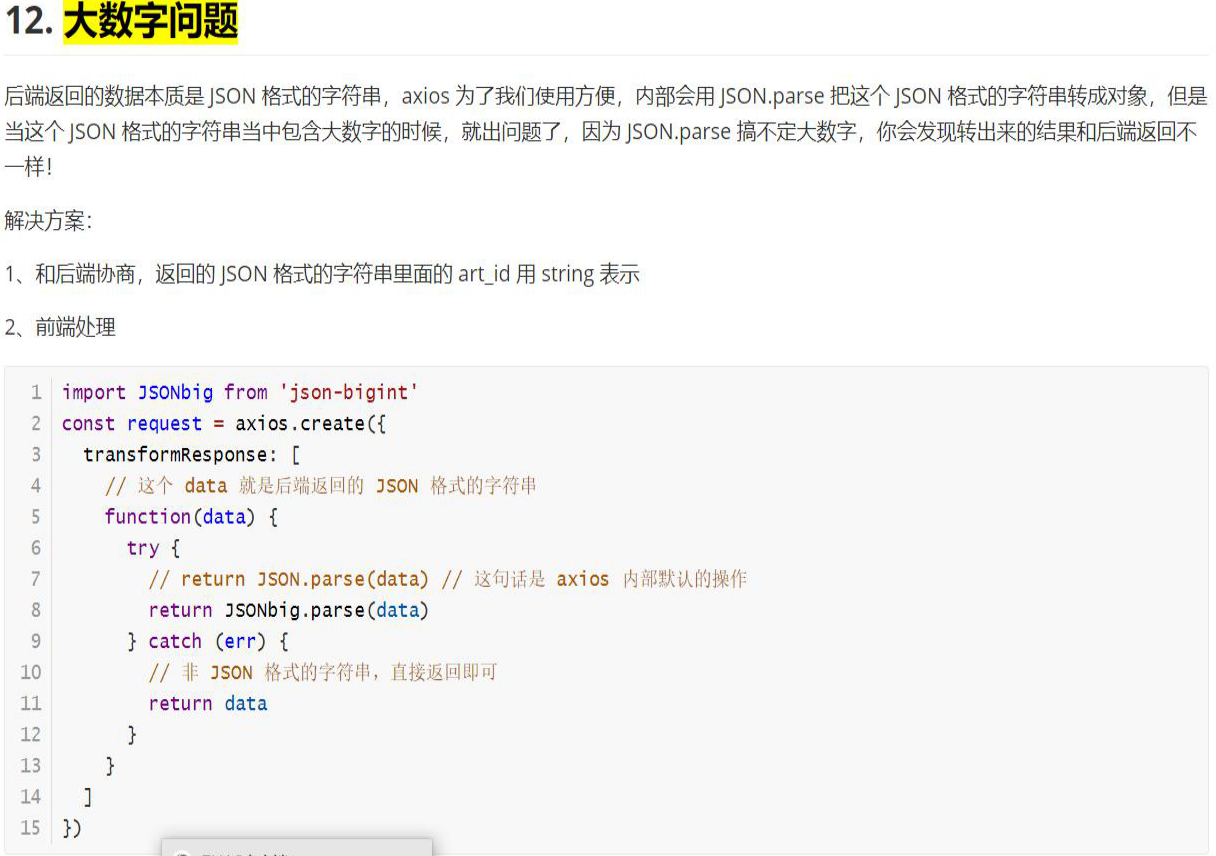 12. 大数字问题
后端返回的数据本质是 JSON 格式的字符串，axios 为了我们使用方便，内部会用 JSON.parse 把这个 JSON 格式的字符串转成对象，但是
当这个 JSON 格式的字符串当中包含大数字的时候，就出问题了，因为 JSON.parse 搞不定大数字，你会发现转出来的结果和后端返回不
一样！
解决方案：
1、和后端协商，返回的 JSON 格式的字符串里面的 art_id 用 string 表示
2、前端处理
1 import JSONbig from 'json-bigint'
2 const request = axios.create({
3   transformResponse: [
4     // 这个 data 就是后端返回的 JSON 格式的字符串
5     function(data) {
6       try {
7         // return JSON.parse(data) // 这句话是 axios 内部默认的操作
8         return JSONbig.parse(data)
9       } catch (err) {
10         // 非 JSON 格式的字符串，直接返回即可
11         return data
12       }
13     }
14   ]
15 })